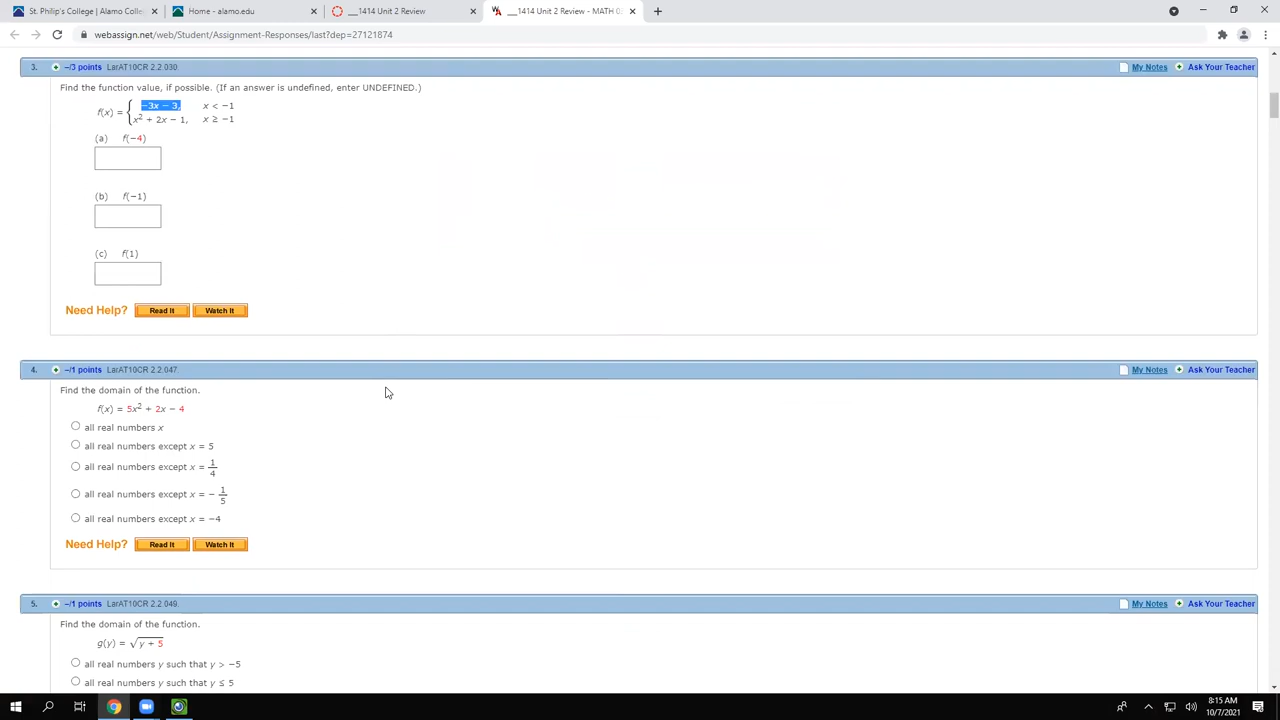 St. Philip's College | Alamo Colle
Home - alamo.edu
__1414 Unit 2 Review
__1414 Unit 2 Review - MATH 0
webassign.net/web/Student/Assignment-Responses/last?dep=27121874
3. –/3 points LarAT10CR 2.2.030. My Notes Ask Your Teacher
Find the function value, if possible. (If an answer is undefined, enter UNDEFINED.)
f(x) = { −3x − 3, x < −1
x² + 2x − 1, x ≥ −1
(a) f(−4)
(b) f(−1)
(c) f(1)
Need Help? Read It Watch It
4. –/1 points LarAT10CR 2.2.047. My Notes Ask Your Teacher
Find the domain of the function.
f(x) = 5x² + 2x − 4
all real numbers x
all real numbers except x = 5
all real numbers except x = 1/4
all real numbers except x = − 1/5
all real numbers except x = −4
Need Help? Read It Watch It
5. –/1 points LarAT10CR 2.2.049. My Notes Ask Your Teacher
Find the domain of the function.
g(y) = √(y + 5)
all real numbers y such that y > −5
all real numbers y such that y ≤ 5
8:15 AM
10/7/2021